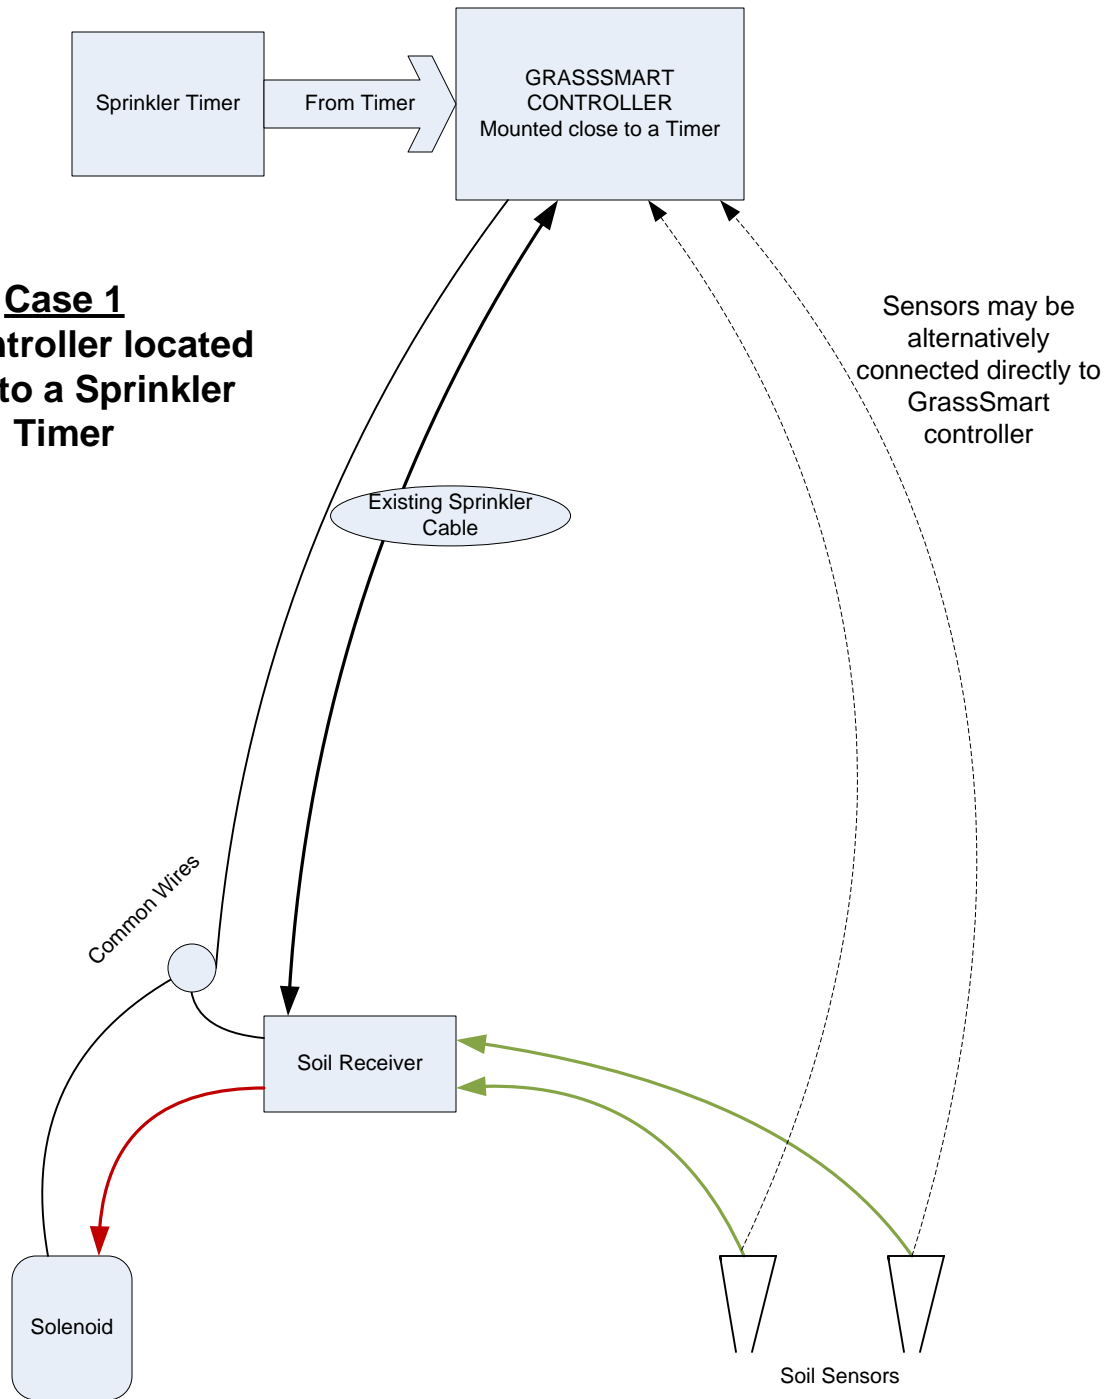 Sprinkler Timer
From Timer
GRASSSMART
CONTROLLER
Mounted close to a Timer
Case 1
ntroller located
to a Sprinkler
Timer
Sensors may be
alternatively
connected directly to
GrassSmart
controller
Existing Sprinkler
Cable
Common Wires
Soil Receiver
Solenoid
Soil Sensors